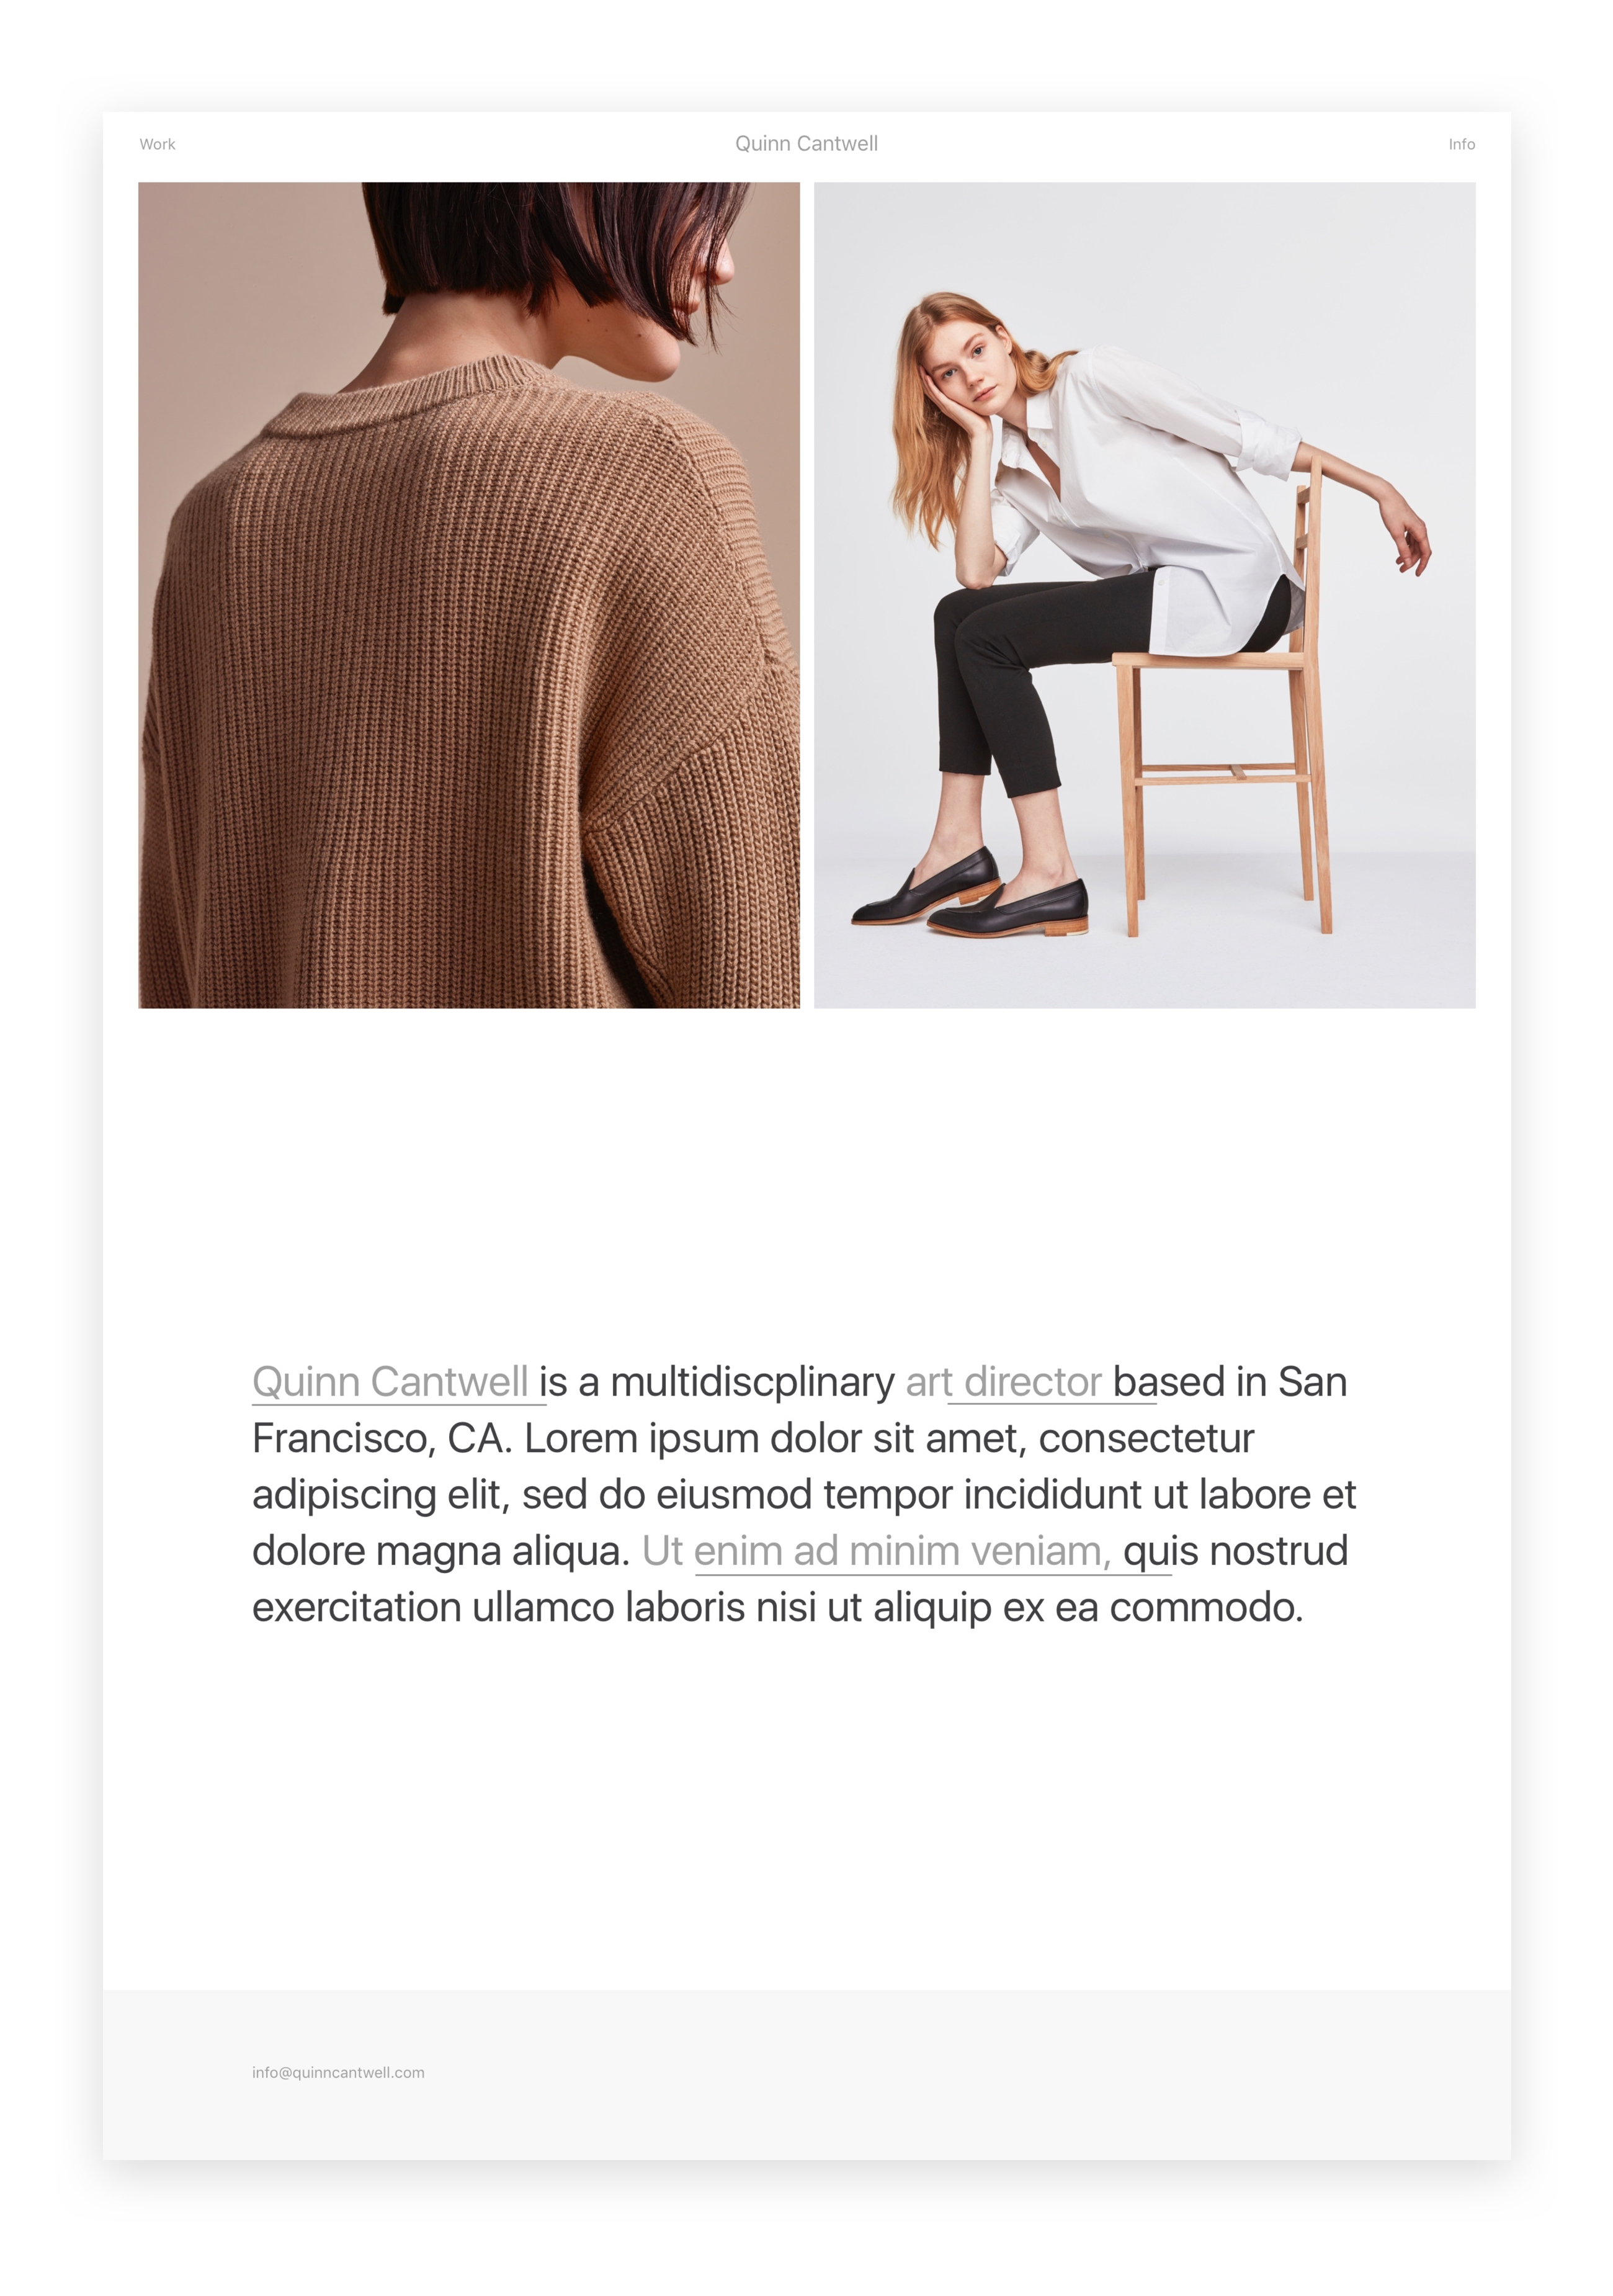 Work
Quinn Cantwell
Info
Quinn Cantwell is a multidiscplinary art director based in San
Francisco, CA. Lorem ipsum dolor sit amet, consectetur
adipiscing elit, sed do eiusmod tempor incididunt ut labore et
dolore magna aliqua. Ut enim ad minim veniam, quis nostrud
exercitation ullamco laboris nisi ut aliquip ex ea commodo.
info@quinncantwell.com